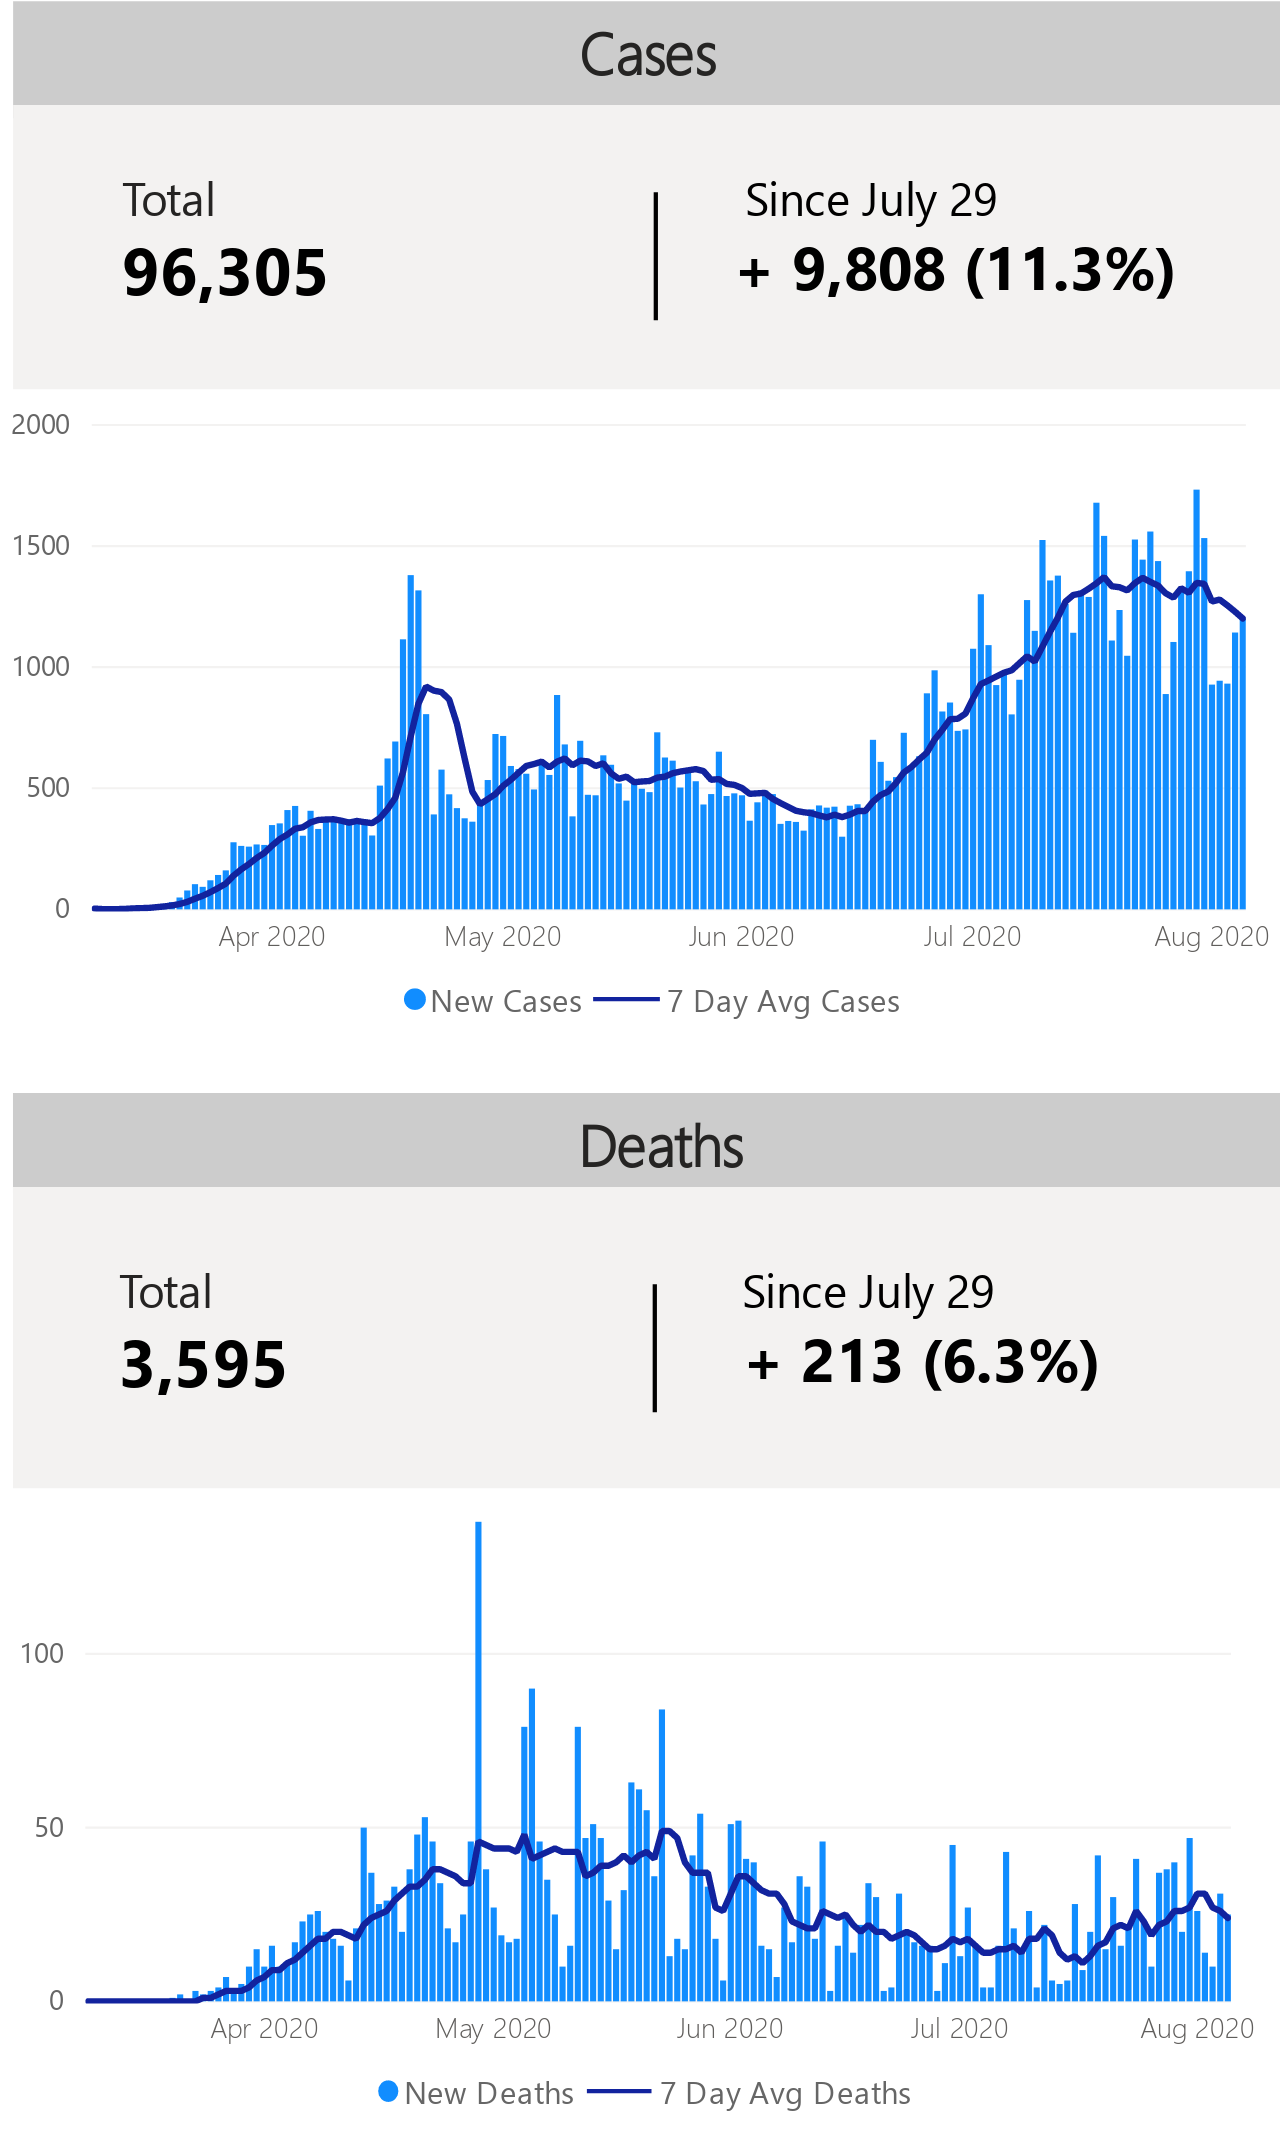 Cases
Total
Since July 29
96,305
+ 9,808 (11.3%)
2000
1500
1000
500
0
Apr 2020
May 2020
Jun 2020
Jul 2020
Aug 2020
New Cases
7 Day Avg Cases
Deaths
Total
Since July 29
3,595
+ 213 (6.3%)
100
50
0
Apr 2020
May 2020
Jun 2020
Jul 2020
Aug 2020
New Deaths
7 Day Avg Deaths